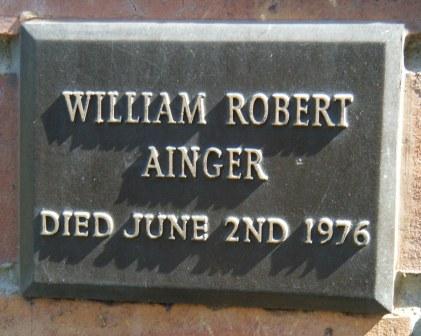 WILLIAM ROBERT
AINGER
DIED JUNE 2ND 1976